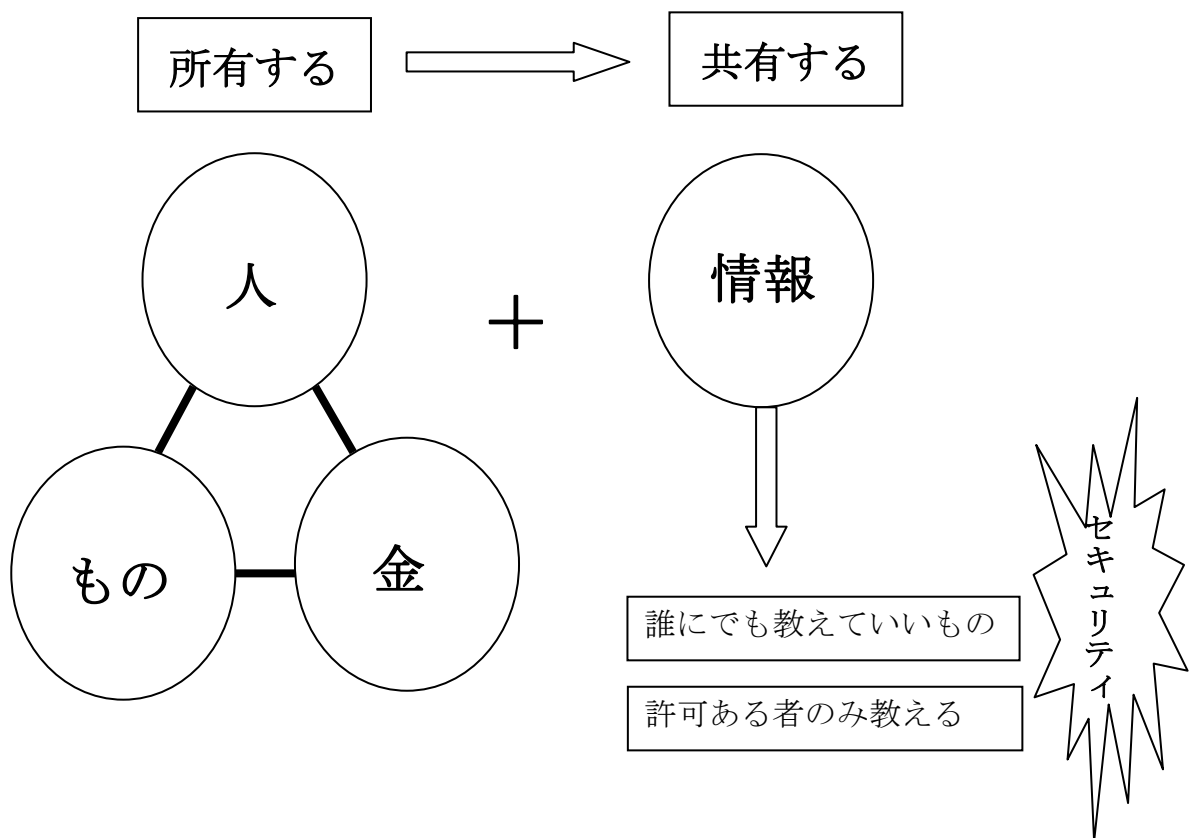 所有する
共有する
人
+
情報
もの
金
誰にでも教えていいもの
許可ある者のみ教える
セキュリティ